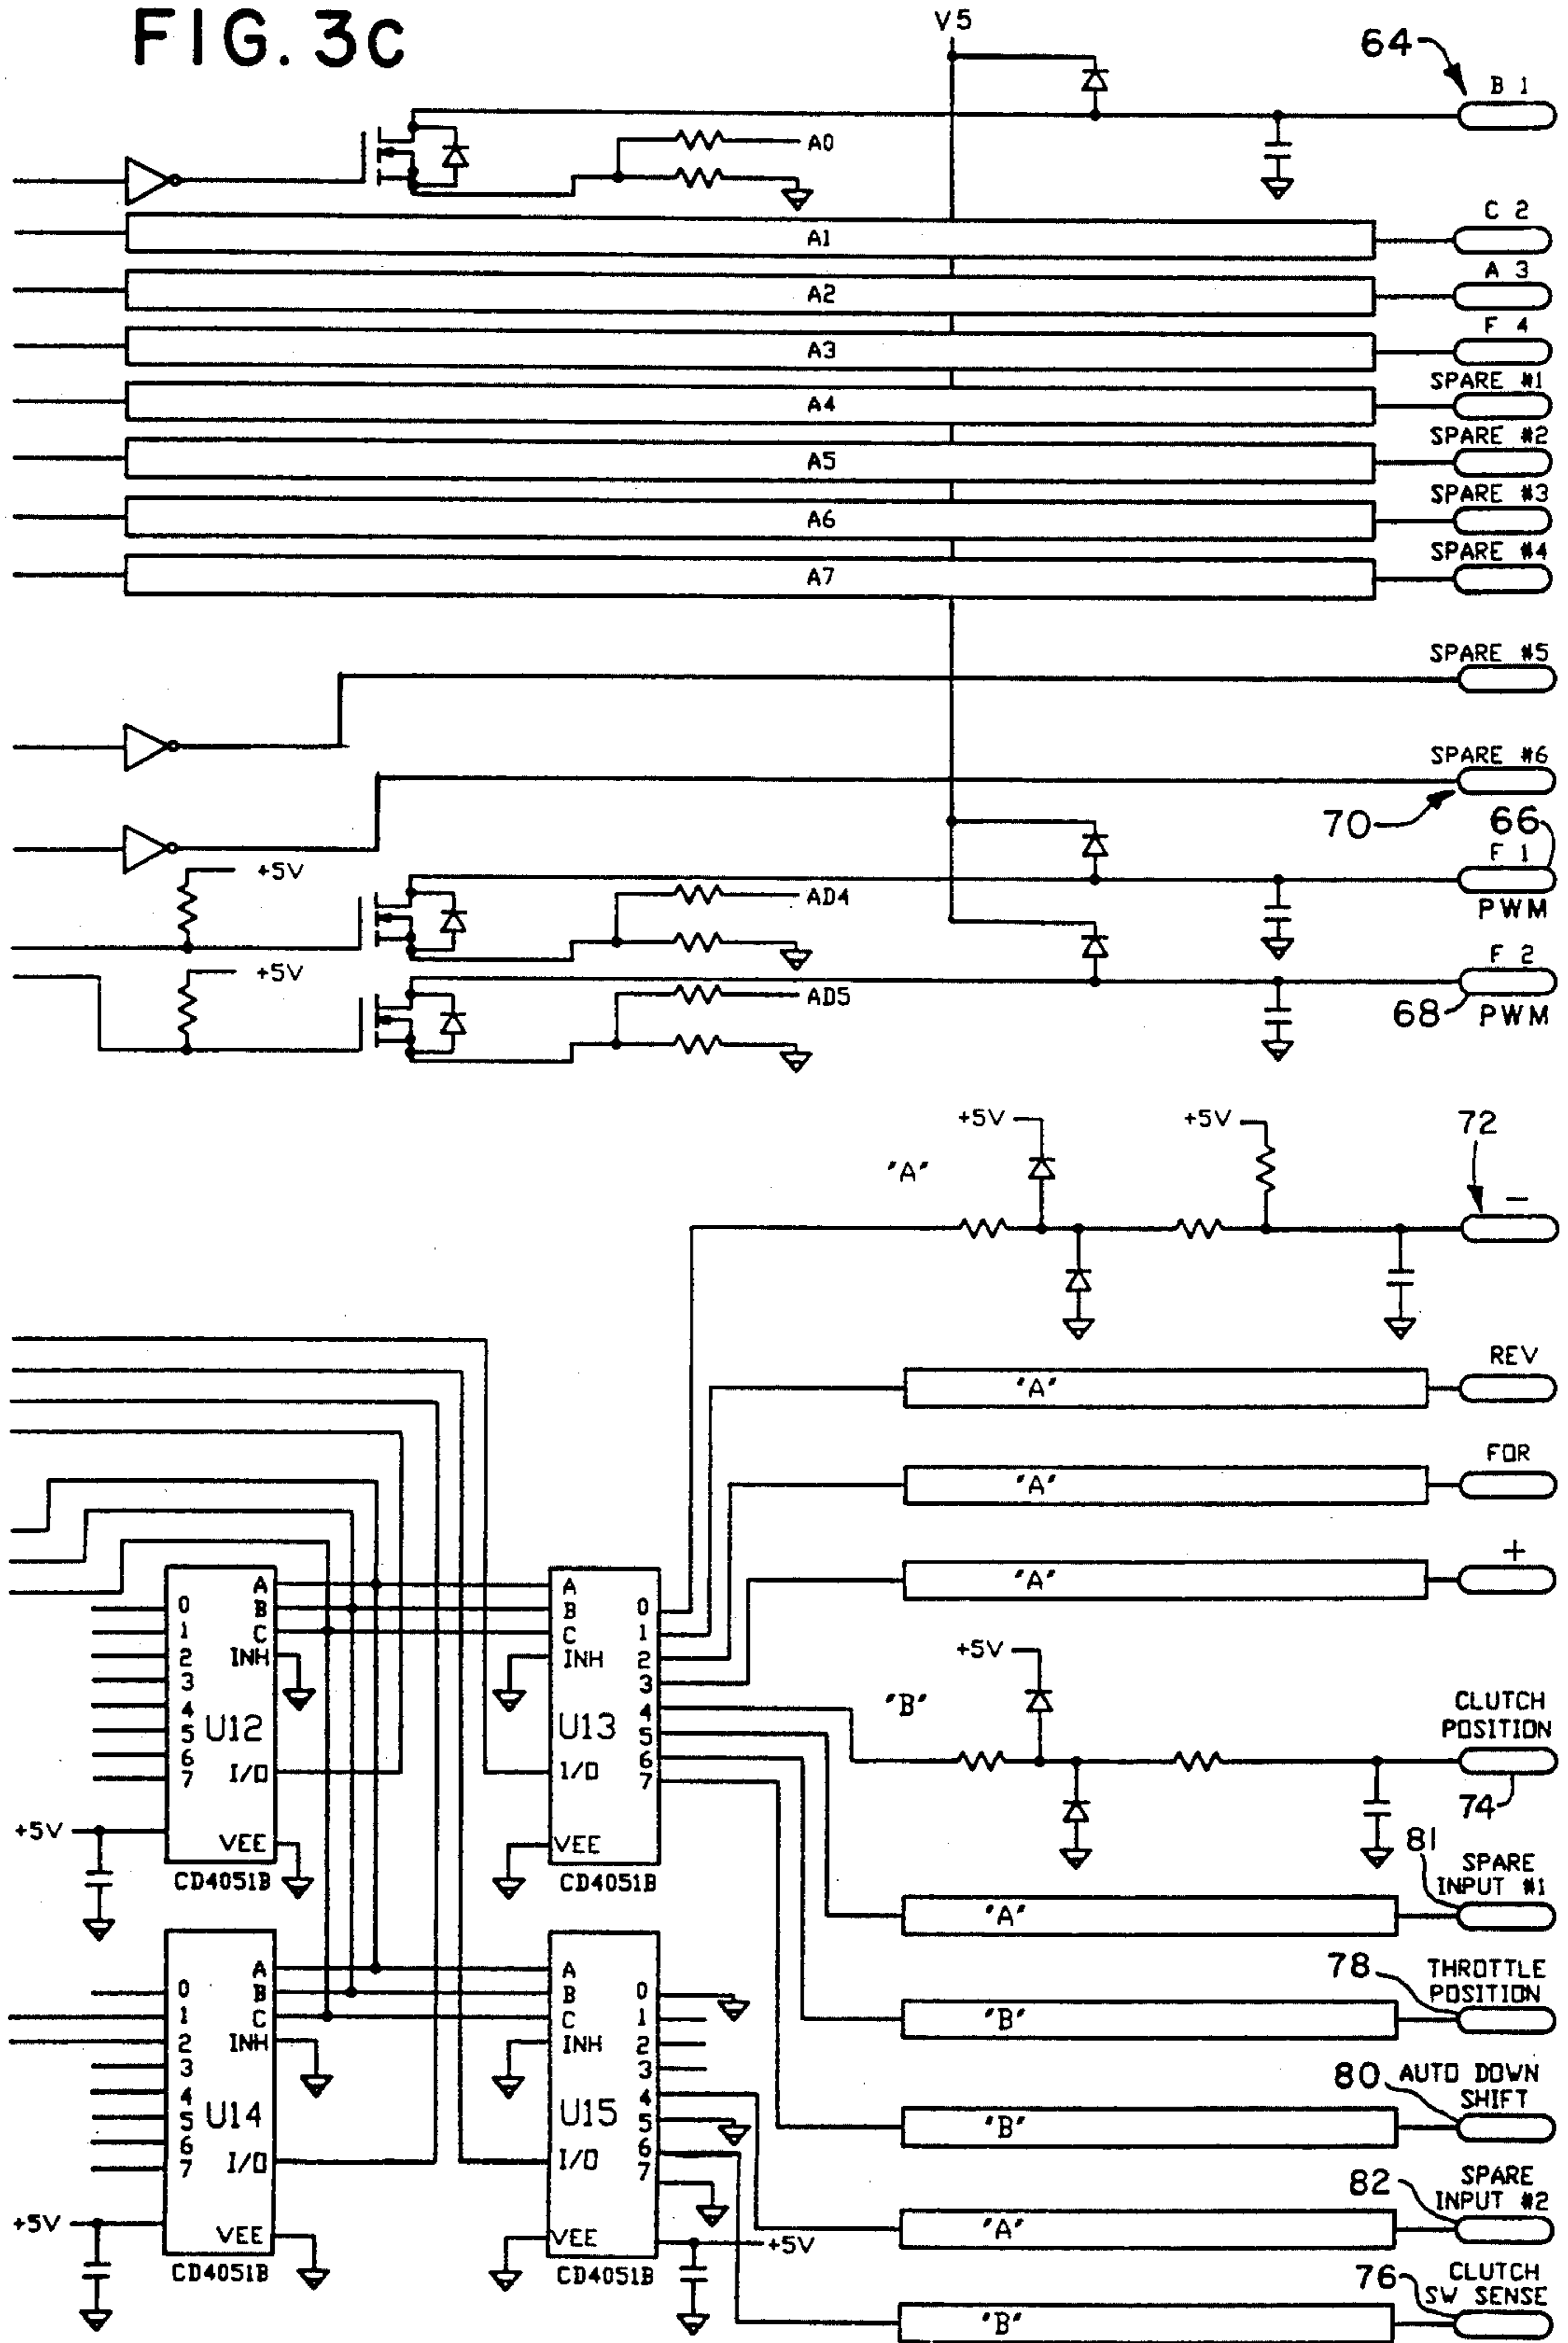 FIG. 3c
V5
64
B 1
A0
C 2
A1
A 3
A2
F 4
A3
SPARE #1
A4
SPARE #2
A5
SPARE #3
A6
SPARE #4
A7
SPARE #5
SPARE #6
70
66
F 1
+5V
AD4
PWM
+5V
F 2
AD5
68
PWM
+5V
+5V
72
"A"
−
REV
"A"
FOR
"A"
+
"A"
A
B
C
INH
0
1
2
3
4
5
6
7
U12
I/O
VEE
CD4051B
+5V
A
B
C
INH
U13
I/O
VEE
0
1
2
3
4
5
6
7
CD4051B
+5V
"B"
CLUTCH
POSITION
74
81
SPARE
INPUT #1
"A"
78
THROTTLE
POSITION
"B"
80
AUTO DOWN
SHIFT
"B"
82
SPARE
INPUT #2
"A"
76
CLUTCH
SW SENSE
"B"
A
B
C
INH
0
1
2
3
4
5
6
7
U14
I/O
VEE
CD4051B
+5V
A
B
C
INH
U15
I/O
VEE
0
1
2
3
4
5
6
7
+5V
CD4051B